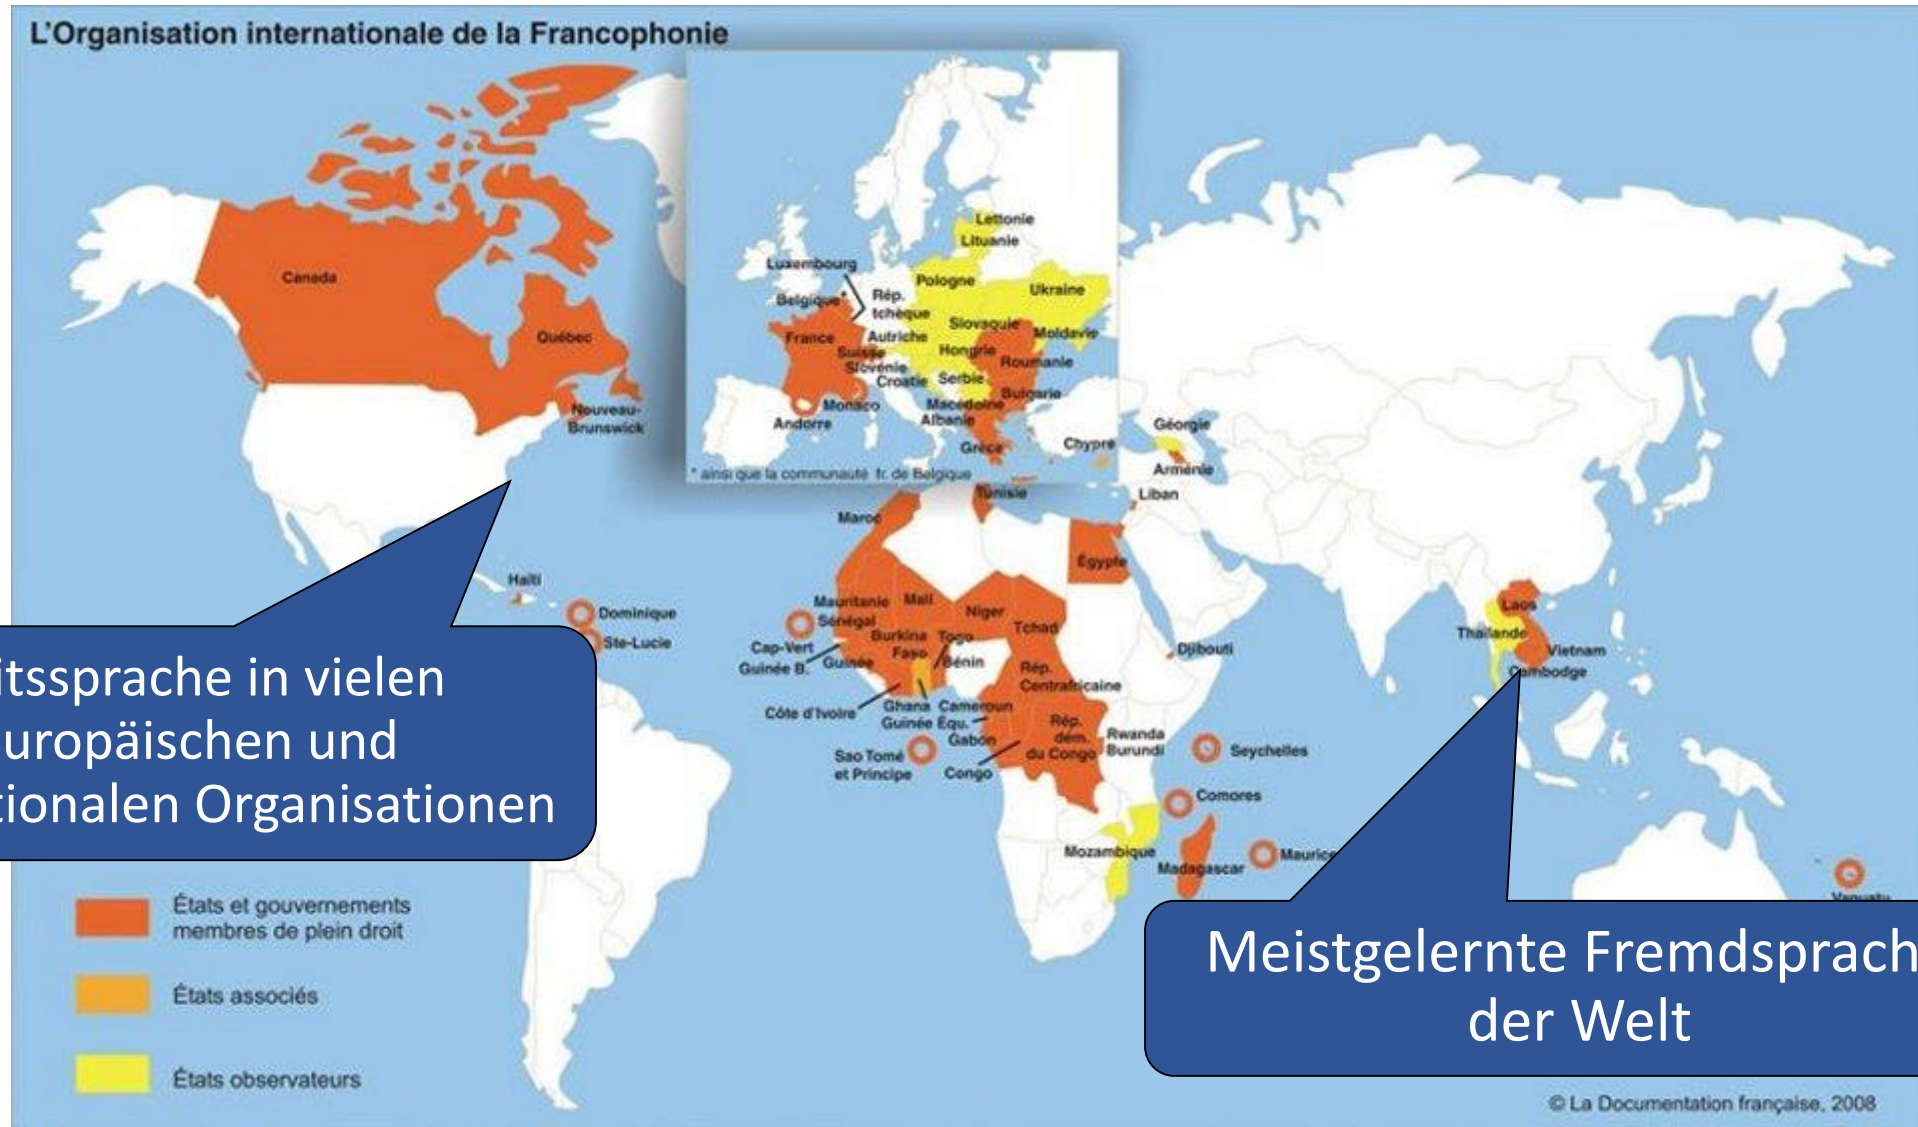 L'Organisation internationale de la Francophonie
Canada
Québec
Nouveau-
Brunswick
Lettonie
Lituanie
Luxembourg
Pologne
Ukraine
Belgique*
Rép.
tchèque
Slovaquie
Moldavie
France
Autriche
Suisse
Hongrie
Roumanie
Slovénie
Croatie
Serbie
Bulgarie
Monaco
Macédoine
Andorre
Albanie
Grèce
Chypre
* ainsi que la communauté fr. de Belgique
Géorgie
Arménie
Liban
Tunisie
Maroc
Égypte
Haïti
Dominique
Ste-Lucie
Mauritanie
Mali
Niger
Tchad
Sénégal
Cap-Vert
Burkina
Faso
Togo
Guinée B.
Guinée
Bénin
Rép.
Centrafricaine
Djibouti
Côte d'Ivoire
Ghana
Cameroun
Guinée Équ.
Gabon
Rép.
dém.
du Congo
Rwanda
Burundi
Sao Tomé
et Principe
Congo
Seychelles
Comores
Mozambique
Madagascar
Maurice
Laos
Thaïlande
Vietnam
Cambodge
Vanuatu
itssprache in vielen
uropäischen und
tionalen Organisationen
Meistgelernte Fremdsprach
der Welt
États et gouvernements
membres de plein droit
États associés
États observateurs
© La Documentation française, 2008